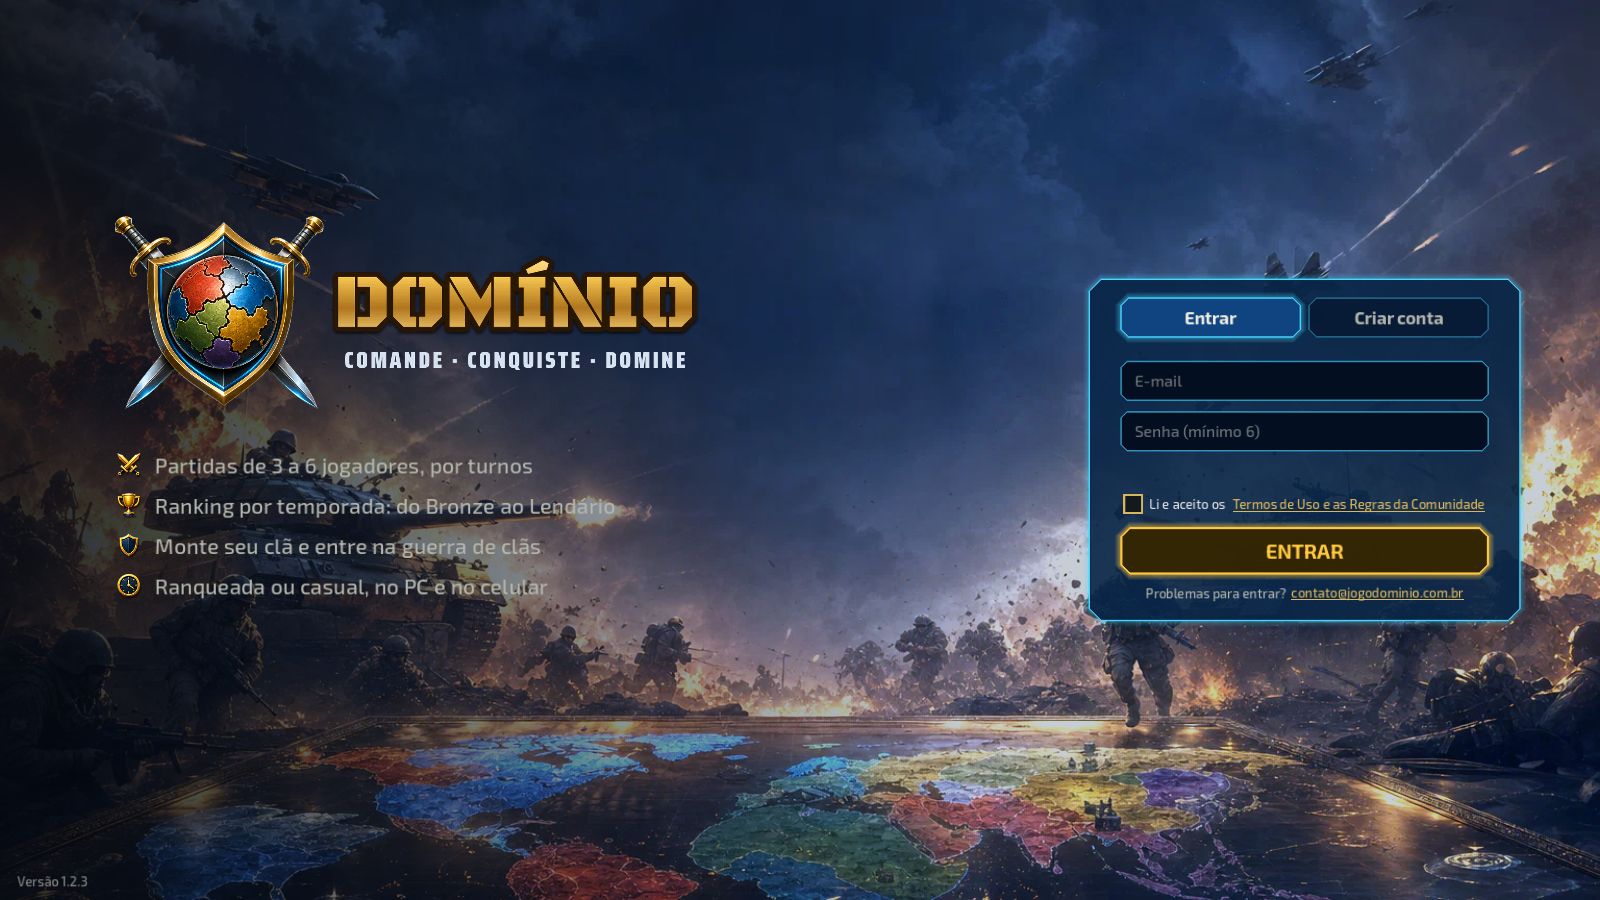 DOMÍNIO
COMANDE · CONQUISTE · DOMINE
Partidas de 3 a 6 jogadores, por turnos
Ranking por temporada: do Bronze ao Lendário
Monte seu clã e entre na guerra de clãs
Ranqueada ou casual, no PC e no celular
Entrar
Criar conta
E-mail
Senha (mínimo 6)
Li e aceito os Termos de Uso e as Regras da Comunidade
ENTRAR
Problemas para entrar? contato@jogodominio.com.br
Versão 1.2.3